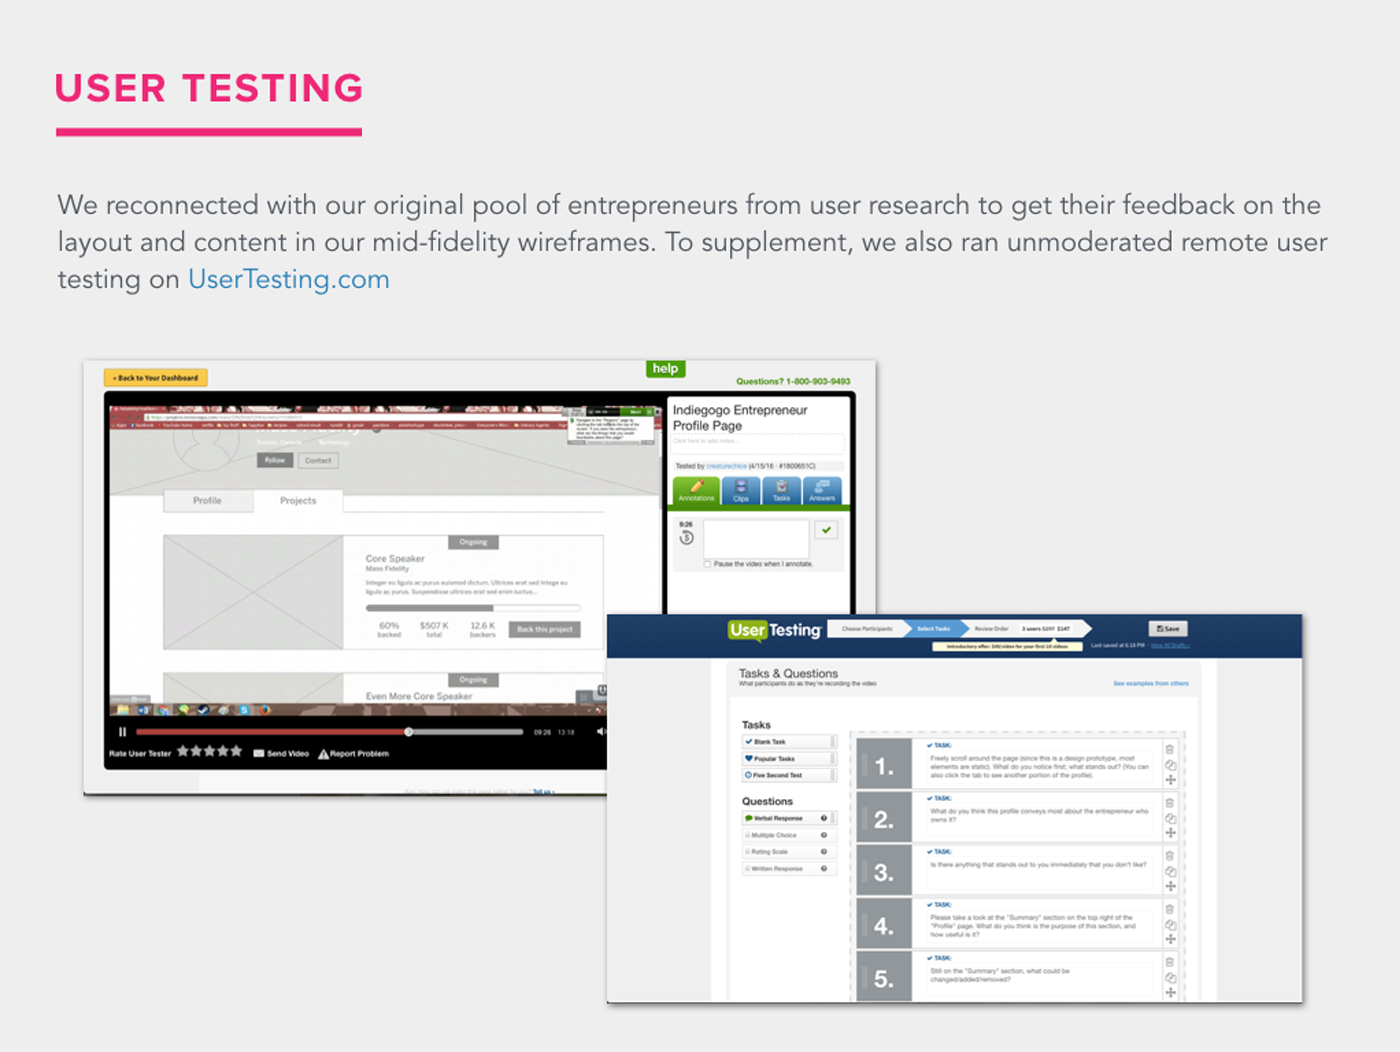 USER TESTING
We reconnected with our original pool of entrepreneurs from user research to get their feedback on the
layout and content in our mid-fidelity wireframes. To supplement, we also ran unmoderated remote user
testing on UserTesting.com
Back to Your Dashboard
help
Questions? 1-800-903-9493
Follow
Contact
Profile
Projects
Ongoing
Core Speaker
Mass Fidelity
Integer eu ligula ac purus euismod dictum. Ultrices erat sed intege eu
ligula ac purus. Suspendisse ultrices erat sed enim luctus...
60% $507 K 12.6 K
backed total backers
Back this project
Ongoing
Even More Core Speaker
09:26 13:18
Rate User Tester
Send Video
Report Problem
Tell us
Indiegogo Entrepreneur
Profile Page
Click here to add notes...
Tested by creaturechloe (4/15/16 - #1800651C)
Annotations
Clips
Tasks
Answers
9:26
Pause the video when I annotate.
UserTesting
Choose Participants
Select Tasks
Review Order
3 users $197 $147
Save
Introductory offer: $49/video for your first 10 videos
Last saved at 6:18 PM - View All Drafts
Tasks & Questions
What participants do as they're recording the video
See examples from others
Tasks
Blank Task
Popular Tasks
Five Second Test
Questions
Verbal Response
Multiple Choice
Rating Scale
Written Response
1.
TASK:
Freely scroll around the page (since this is a design prototype, most
elements are static). What do you notice first; what stands out? (You can
also click the tab to see another portion of the profile).
2.
TASK:
What do you think this profile conveys most about the entrepreneur who
owns it?
3.
TASK:
Is there anything that stands out to you immediately that you don't like?
4.
TASK:
Please take a look at the "Summary" section on the top right of the
"Profile" page. What do you think is the purpose of this section, and
how useful is it?
5.
TASK:
Still on the "Summary" section, what could be
changed/added/removed?